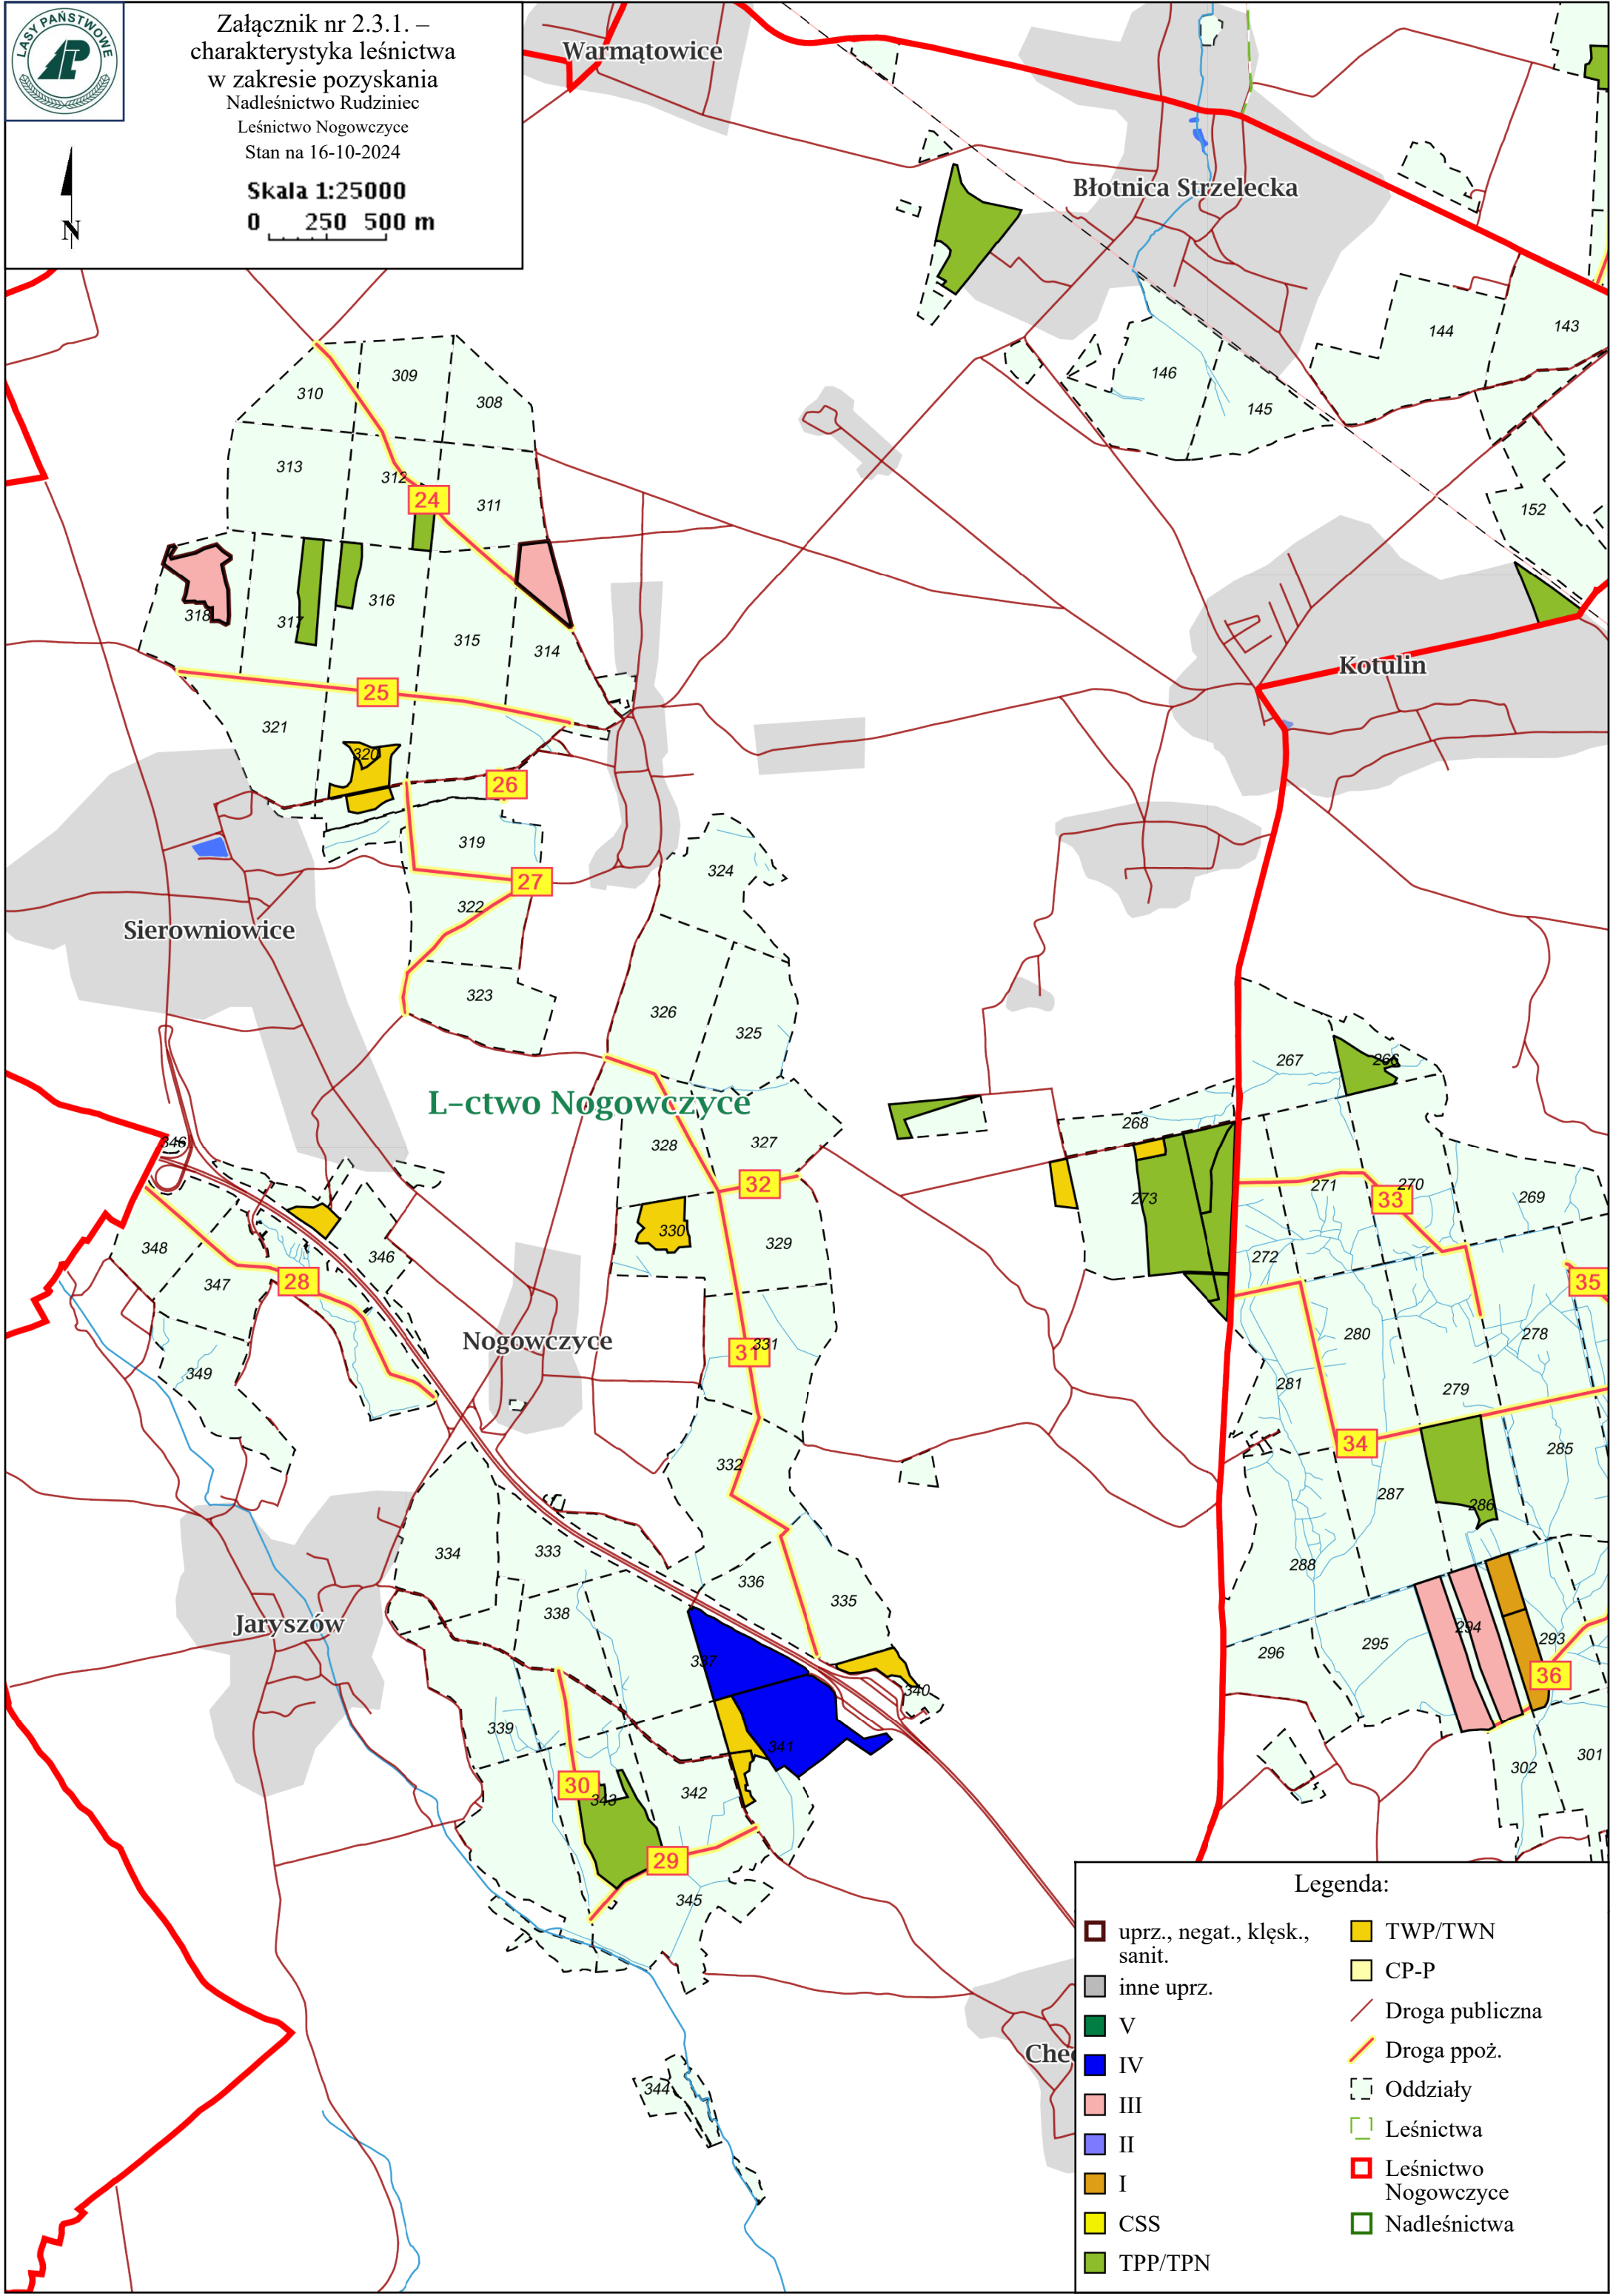 LASY PAŃSTWOWE
Załącznik nr 2.3.1. –
charakterystyka leśnictwa
w zakresie pozyskania
Nadleśnictwo Rudziniec
Leśnictwo Nogowczyce
Stan na 16-10-2024
Skala 1:25000
0 250 500 m
N
Warmątowice
Błotnica Strzelecka
144
143
146
145
310
309
308
313
312
24
311
152
318
317
316
315
314
Kotulin
25
321
320
26
319
324
27
322
Sierowniowice
323
326
325
267
266
L-ctwo Nogowczyce
268
346
328
327
32
271
270
33
269
273
330
329
348
346
272
347
28
35
Nogowczyce
31
331
280
278
349
281
279
34
285
332
287
286
334
333
336
288
335
338
Jaryszów
294
293
337
296
295
36
340
339
341
302
301
30
343
342
29
345
Chec
344
Legenda:
uprz., negat., klęsk.,
sanit.
inne uprz.
V
IV
III
II
I
CSS
TPP/TPN
TWP/TWN
CP-P
Droga publiczna
Droga ppoż.
Oddziały
Leśnictwa
Leśnictwo
Nogowczyce
Nadleśnictwa